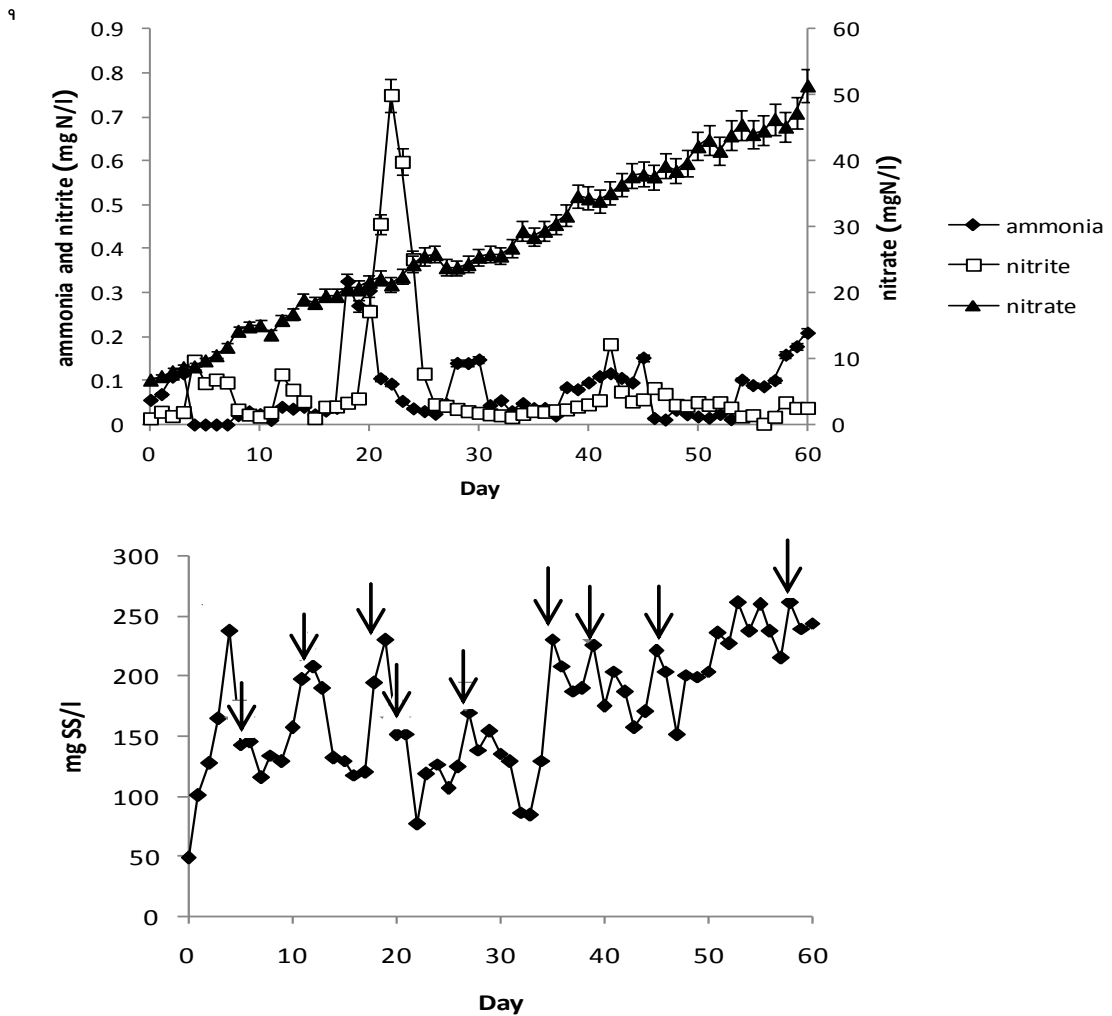 ๆ
ammonia and nitrite (mg N/l)
0.9
0.8
0.7
0.6
0.5
0.4
0.3
0.2
0.1
0
60
50
40
30
20
10
0
nitrate (mgN/l)
0 10 20 30 40 50 60
Day
ammonia
nitrite
nitrate
mg SS/l
300
250
200
150
100
50
0
0 10 20 30 40 50 60
Day